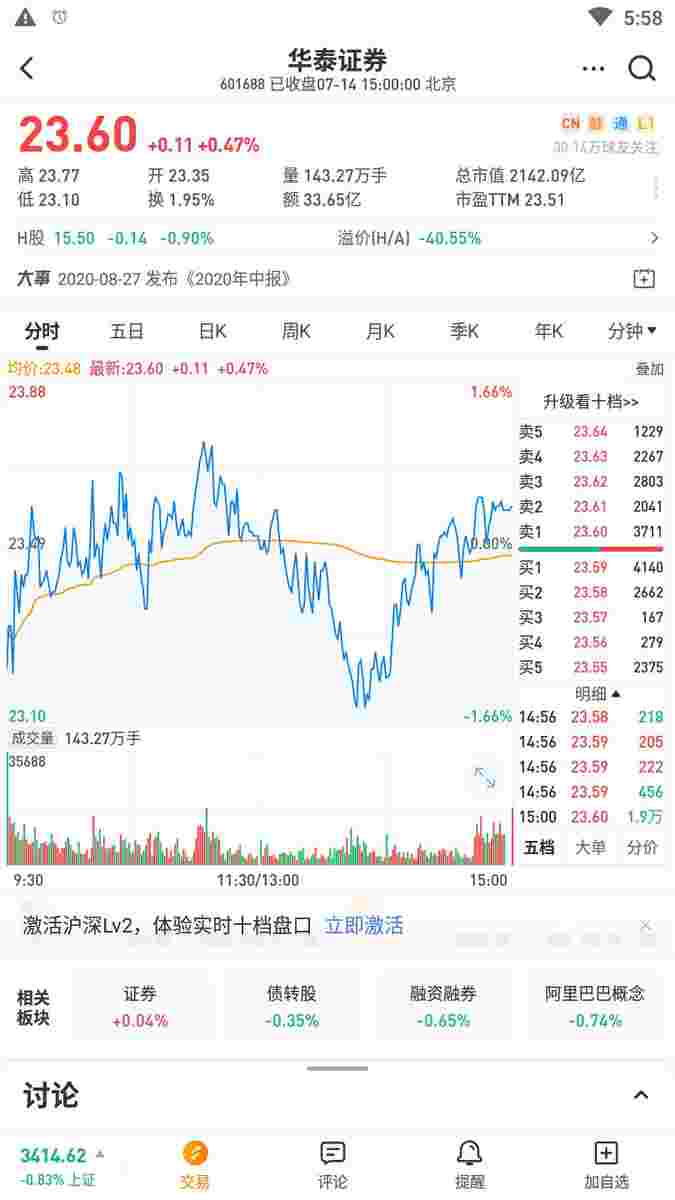 5:58
华泰证券
601688 已收盘07-14 15:00:00 北京
23.60 +0.11 +0.47%
CN 融 通 L1
30.14万球友关注
高 23.77 开 23.35 量 143.27万手 总市值 2142.09亿
低 23.10 换 1.95% 额 33.65亿 市盈TTM 23.51
H股 15.50 -0.14 -0.90% 溢价(H/A) -40.55%
大事 2020-08-27 发布《2020年中报》
分时 五日 日K 周K 月K 季K 年K 分钟
均价:23.48 最新:23.60 +0.11 +0.47% 叠加
23.88 1.66%
23.49 0.00%
23.10 -1.66%
成交量 143.27万手
35688
9:30 11:30/13:00 15:00
升级看十档>>
卖5 23.64 1229
卖4 23.63 2267
卖3 23.62 2803
卖2 23.61 2041
卖1 23.60 3711
买1 23.59 4140
买2 23.58 2662
买3 23.57 167
买4 23.56 279
买5 23.55 2375
明细
14:56 23.58 218
14:56 23.59 205
14:56 23.59 222
14:56 23.59 456
15:00 23.60 1.9万
五档 大单 分价
激活沪深Lv2，体验实时十档盘口 立即激活
相关板块
证券 债转股 融资融券 阿里巴巴概念
+0.04% -0.35% -0.65% -0.74%
讨论
3414.62
-0.83% 上证
交易 评论 提醒 加自选